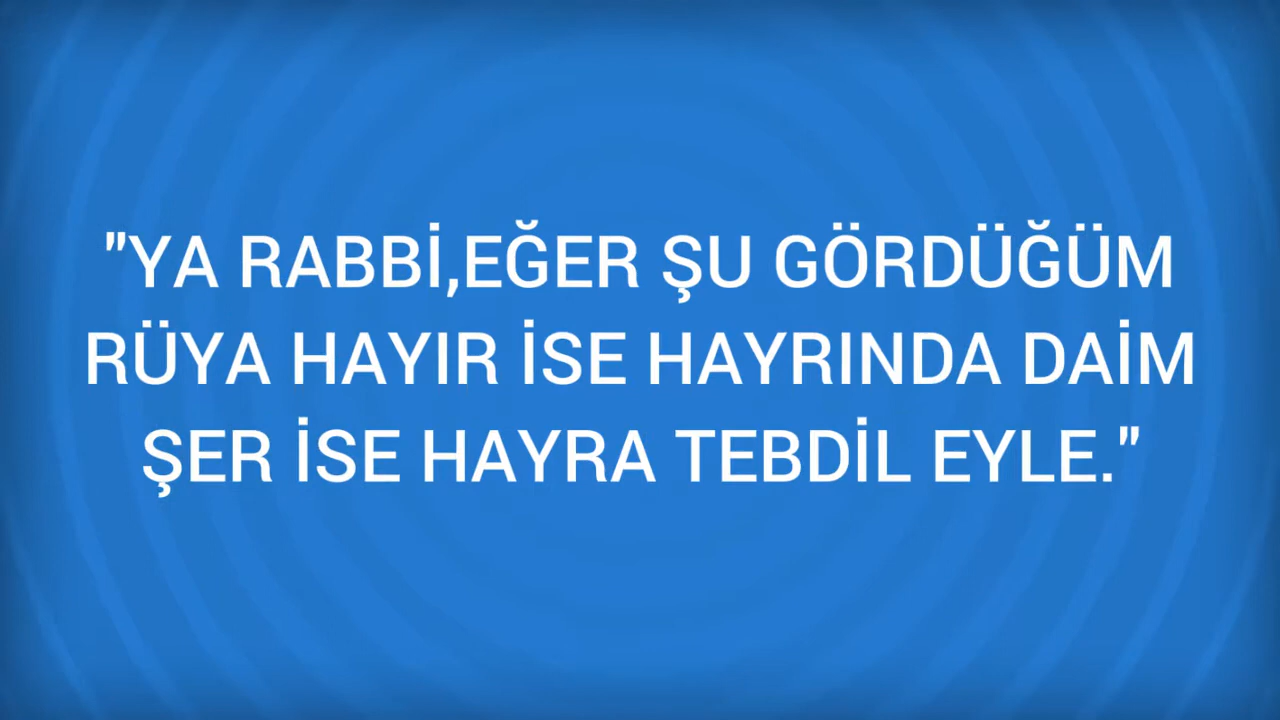 "YA RABBİ,EĞER ŞU GÖRDÜĞÜM
RÜYA HAYIR İSE HAYRINDA DAİM
ŞER İSE HAYRA TEBDİL EYLE."